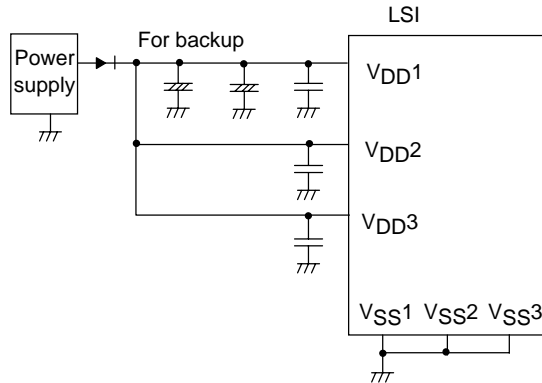 LSI
For backup
Power
supply
VDD1
VDD2
VDD3
VSS1 VSS2 VSS3